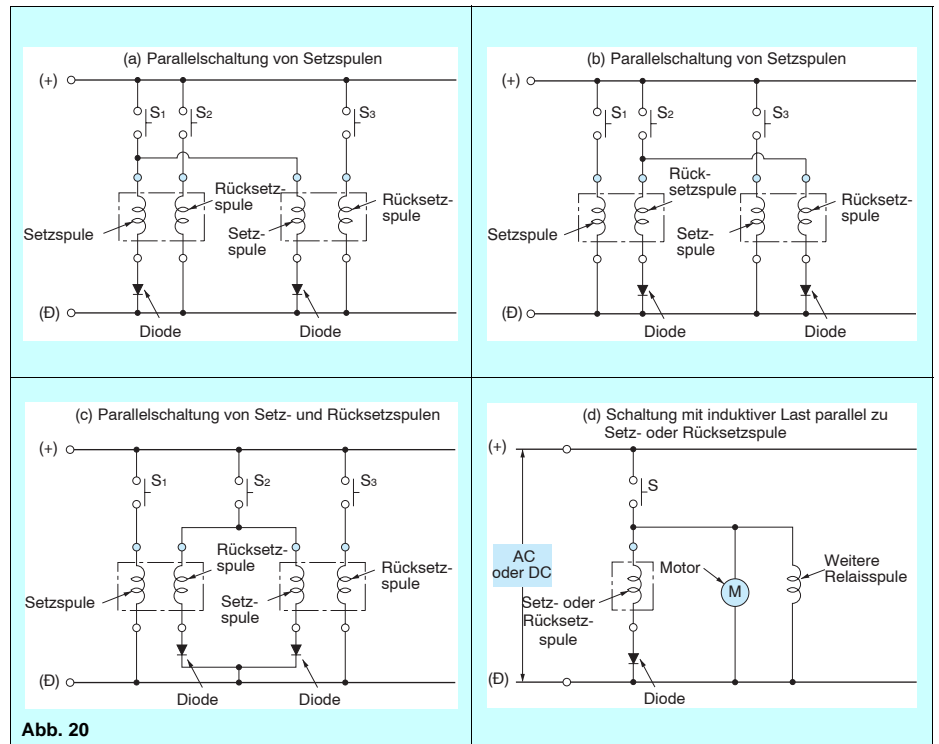 (a) Parallelschaltung von Setzspulen
(+)
S1
S2
S3
Rücksetz-
spule
Rücksetz-
spule
Setzspule
Setz-
spule
(Ð)
Diode
Diode
(b) Parallelschaltung von Setzspulen
(+)
S1
S2
S3
Rück-
setzspule
Rücksetz-
spule
Setzspule
Setz-
spule
(Ð)
Diode
Diode
(c) Parallelschaltung von Setz- und Rücksetzspulen
(+)
S1
S2
S3
Rücksetz-
spule
Rücksetz-
spule
Setzspule
Setz-
spule
(Ð)
Diode
Diode
Abb. 20
(d) Schaltung mit induktiver Last parallel zu
Setz- oder Rücksetzspule
(+)
S
AC
oder DC
Motor
M
Weitere
Relaisspule
Setz- oder
Rücksetz-
spule
(Ð)
Diode